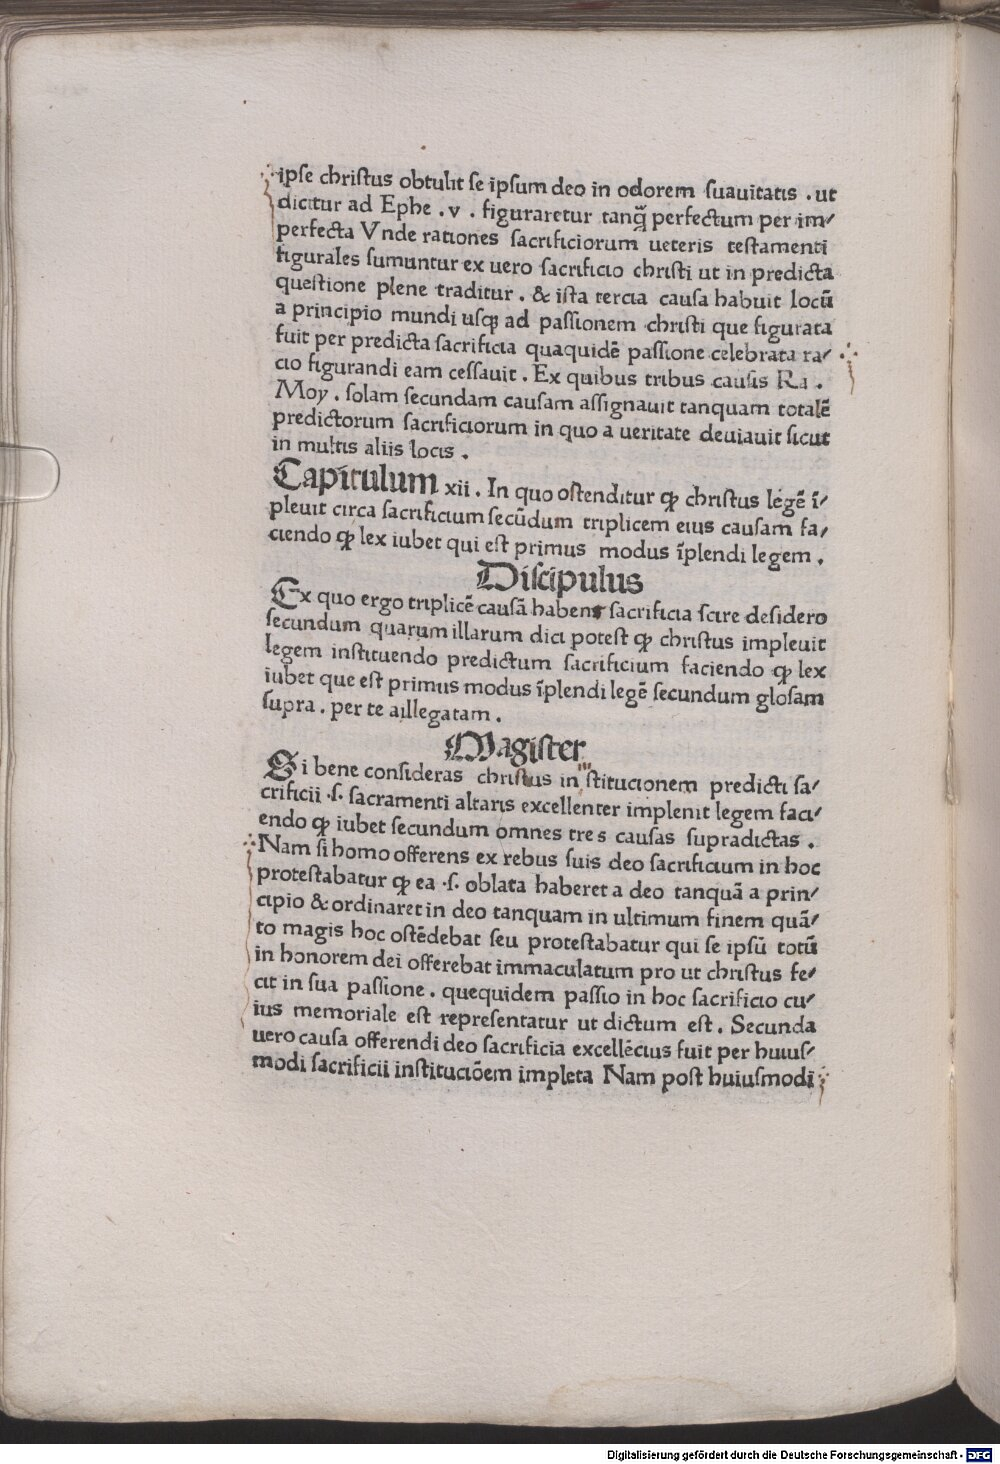 ipſe chriſtus obtulit ſe ipſum deo in odorem ſuauitatis . ut
dicitur ad Ephe . v . figuraretur tanq̃ perfectum per im⸗
perfecta Vnde rationes ſacrificiorum ueteris teſtamenti
figurales ſumuntur ex uero ſacrificio chriſti ut in predicta
queſtione plene traditur . & iſta tercia cauſa habuit locū
a principio mundi uſqꝫ ad paſſionem chriſti que figurata
fuit per predicta ſacrificia quaquidē paſſione celebrata ra⸗
cio figurandi eam ceſſauit . Ex quibus tribus cauſis Ra .
Moy . ſolam ſecundam cauſam aſſignauit tanquam totalē
predictorum ſacrificiorum in quo a ueritate deuiauit ſicut
in multis aliis locis .
Capitulum xii . In quo oſtenditur ꝙ chriſtus legē ī⸗
pleuit circa ſacrificium ſecūdum triplicem eius cauſam fa⸗
ciendo ꝙ lex iubet qui eſt primus modus īplendi legem .
Diſcipulus
Ex quo ergo triplicē cauſā habent ſacrificia ſcire deſidero
ſecundum quarum illarum dici poteſt ꝙ chriſtus impleuit
legem inſtituendo predictum ſacrificium faciendo ꝙ lex
iubet que eſt primus modus īplendi legē ſecundum gloſam
ſupra . per te aillegatam .
Magiſter
Si bene conſideras chriſtus in ſtitucionem predicti ſa⸗
crificii .ſ. ſacramenti altaris excellenter implenit legem faci⸗
endo ꝙ iubet ſecundum omnes tres cauſas ſupradictas .
Nam ſi homo offerens ex rebus ſuis deo ſacrificium in hoc
proteſtabatur ꝙ ea .ſ. oblata haberet a deo tanquā a prin⸗
cipio & ordinaret in deo tanquam in ultimum finem quā⸗
to magis hoc oſtēdebat ſeu proteſtabatur qui ſe ipſū totū
in honorem dei offerebat immaculatum pro ut chriſtus fe⸗
cit in ſua paſſione . quequidem paſſio in hoc ſacrificio cu⸗
ius memoriale eſt repreſentatur ut dictum eſt . Secunda
uero cauſa offerendi deo ſacrificia excellēcius fuit per huiuſ⸗
modi ſacrificii inſtituciōem impleta Nam poſt huiuſmodi
Digitalisierung gefördert durch die Deutsche Forschungsgemeinschaft - DFG